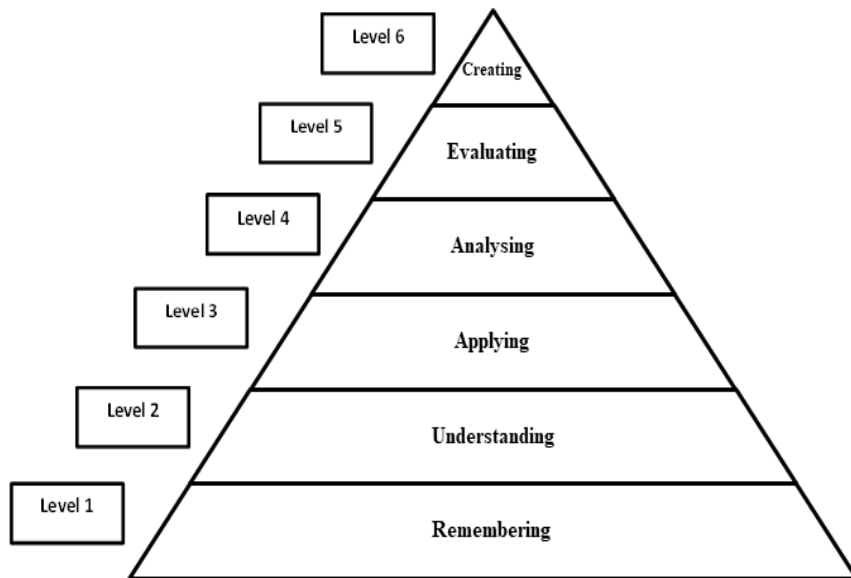 Level 6
Creating
Level 5
Evaluating
Level 4
Analysing
Level 3
Applying
Level 2
Understanding
Level 1
Remembering